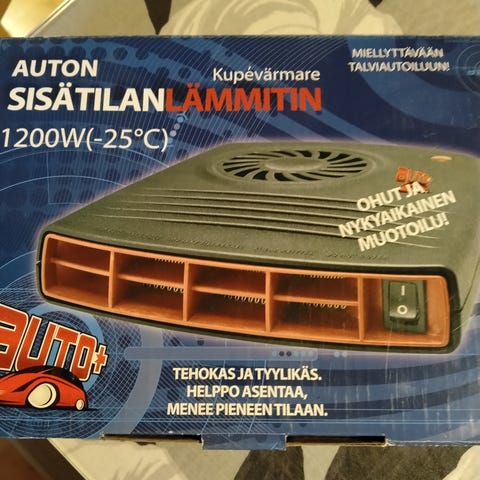 AUTON
Kupévärmare
MIELLYTTÄVÄÄN
TALVIAUTOILUUN!
SISÄTILANLÄMMITIN
1200W(-25°C)
AUTO+
OHUT JA
NYKYAIKAINEN
MUOTOILU!
I
O
AUTO+
TEHOKAS JA TYYLIKÄS.
HELPPO ASENTAA,
MENEE PIENEEN TILAAN.